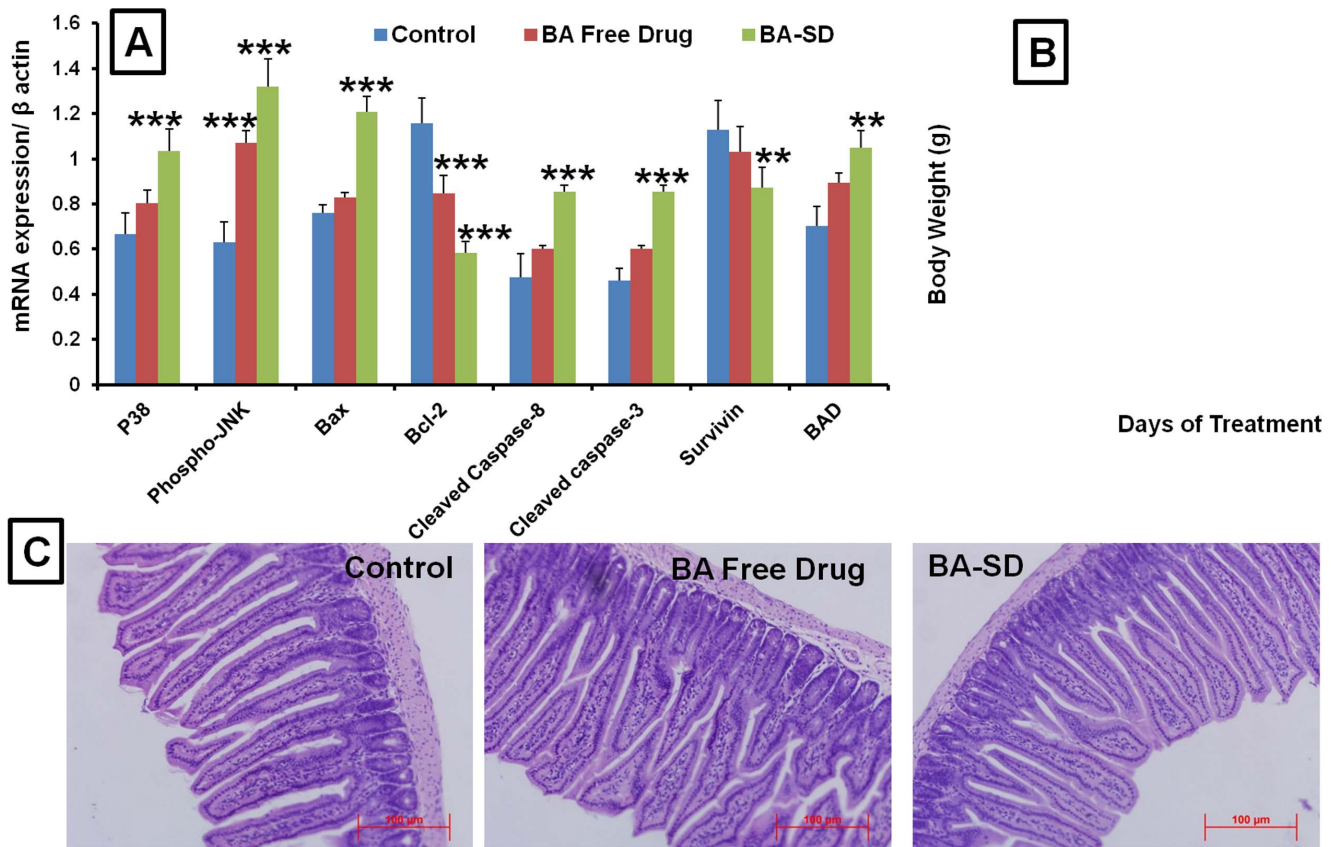 A
Control BA Free Drug BA-SD
mRNA expression/ β actin
1.6
1.4
1.2
1
0.8
0.6
0.4
0.2
0
***
***
***
***
***
***
***
***
**
**
P38
Phospho-JNK
Bax
Bcl-2
Cleaved Caspase-8
Cleaved caspase-3
Survivin
BAD
B
Body Weight (g)
Days of Treatment
C
Control
100 µm
BA Free Drug
100 µm
BA-SD
100 µm